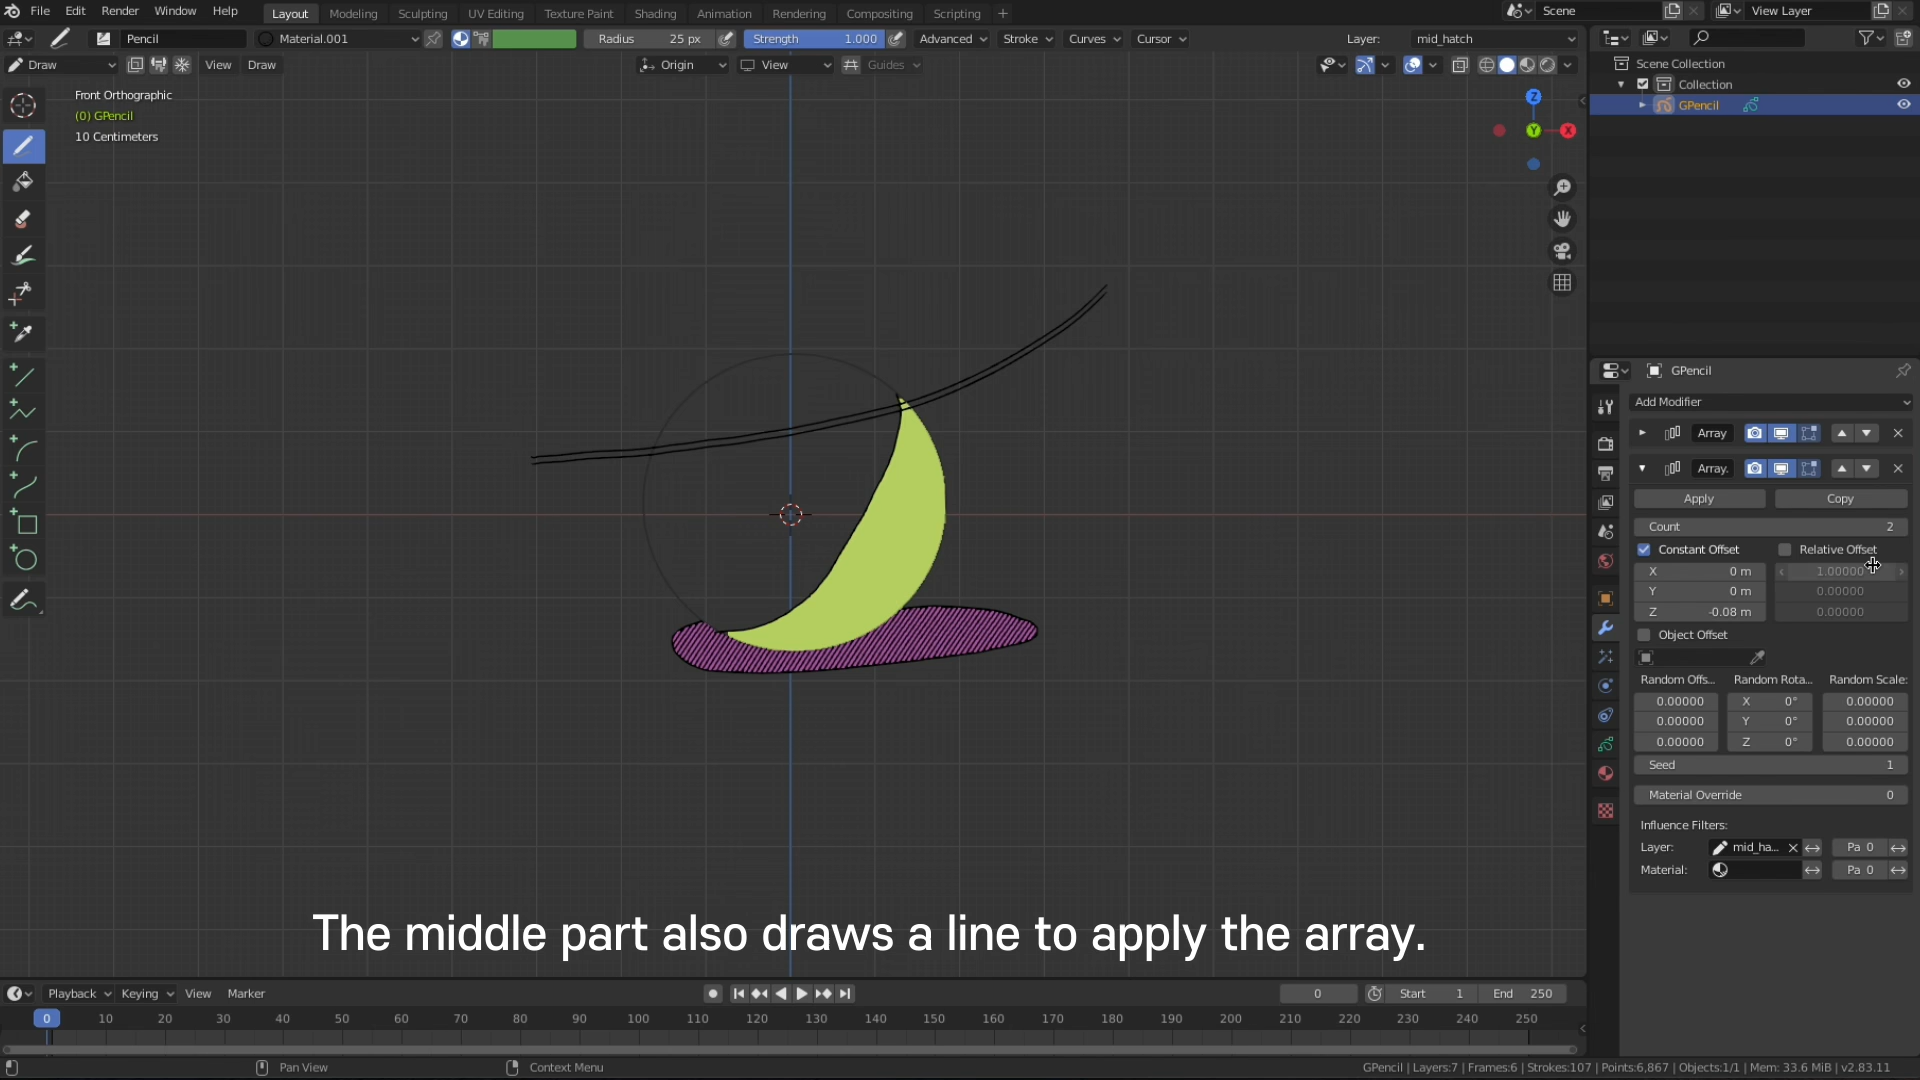 File Edit Render Window Help Layout Modeling Sculpting UV Editing Texture Paint Shading Animation Rendering Compositing Scripting + Scene View Layer
Pencil Material.001 Radius 25 px Strength 1.000 Advanced Stroke Curves Cursor Layer: mid_hatch
Draw View Draw Origin View Guides
Scene Collection
Collection
GPencil
Front Orthographic
(0) GPencil
10 Centimeters
Z
Y
X
GPencil
Add Modifier
Array
Array.
Apply Copy
Count 2
Constant Offset Relative Offset
X 0 m 1.00000
Y 0 m 0.00000
Z -0.08 m 0.00000
Object Offset
Random Offs... Random Rota... Random Scale:
0.00000 X 0° 0.00000
0.00000 Y 0° 0.00000
0.00000 Z 0° 0.00000
Seed 1
Material Override 0
Influence Filters:
Layer: mid_ha... Pa 0
Material: Pa 0
The middle part also draws a line to apply the array.
Playback Keying View Marker 0 Start 1 End 250
0 10 20 30 40 50 60 70 80 90 100 110 120 130 140 150 160 170 180 190 200 210 220 230 240 250
Pan View Context Menu GPencil | Layers:7 | Frames:6 | Strokes:107 | Points:6,867 | Objects:1/1 | Mem: 33.6 MiB | v2.83.11